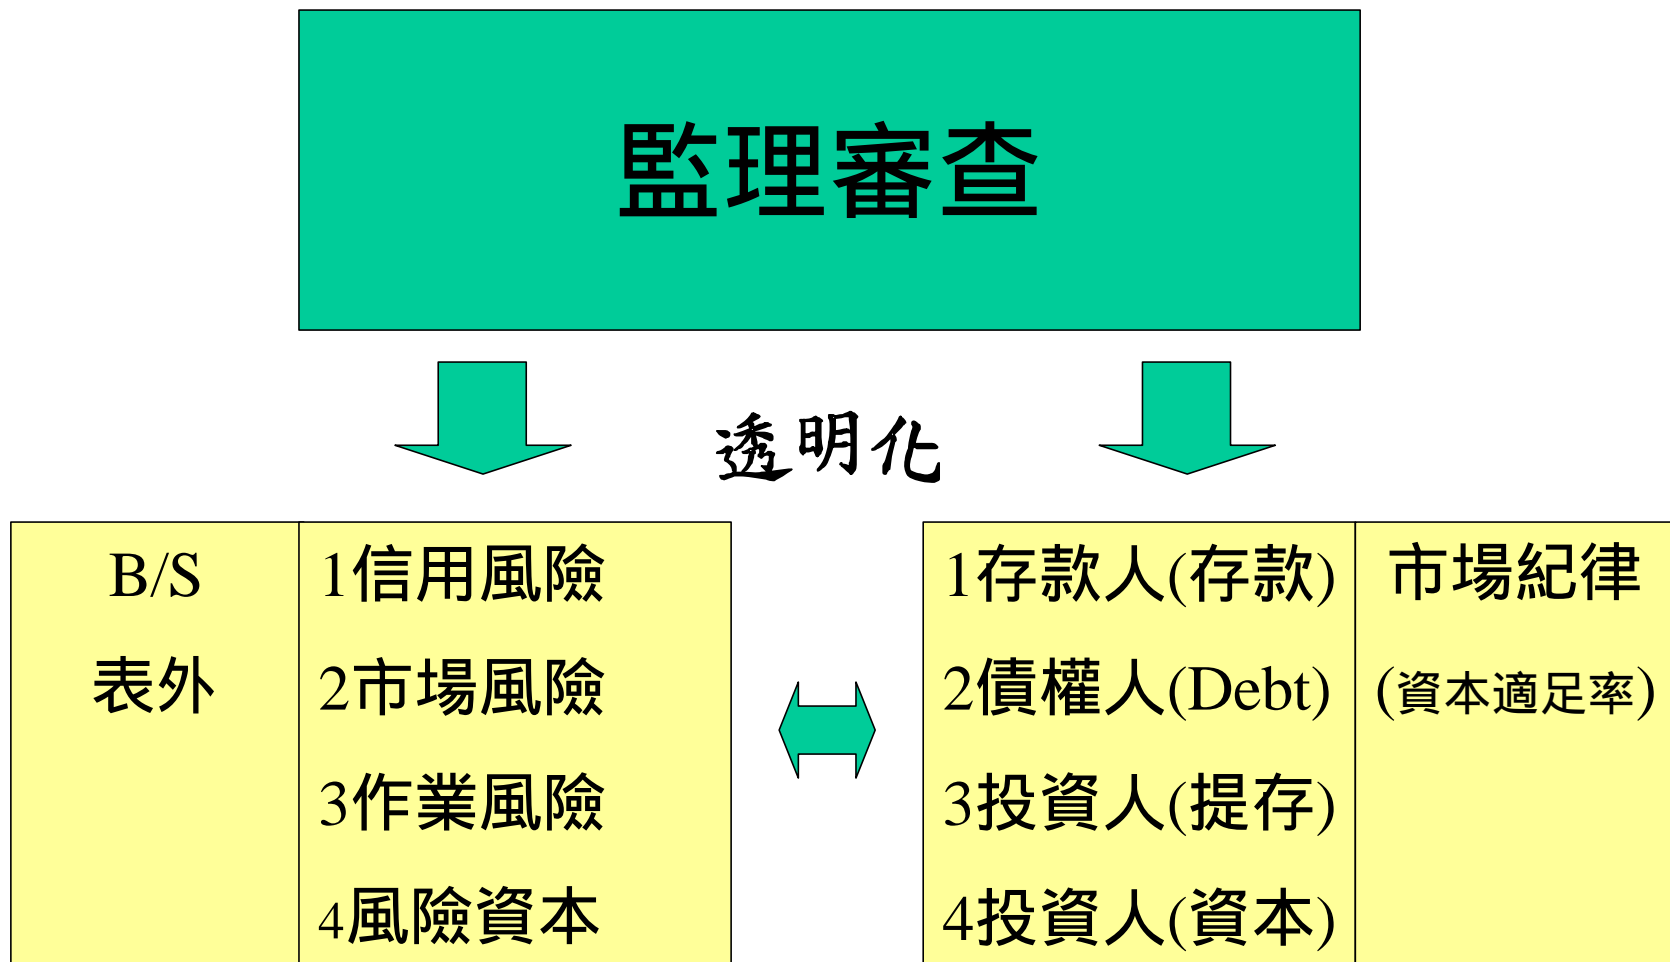 監理審查
透明化
B/S
表外
1信用風險
2市場風險
3作業風險
4風險資本
1存款人(存款)
2債權人(Debt)
3投資人(提存)
4投資人(資本)
市場紀律
(資本適足率)